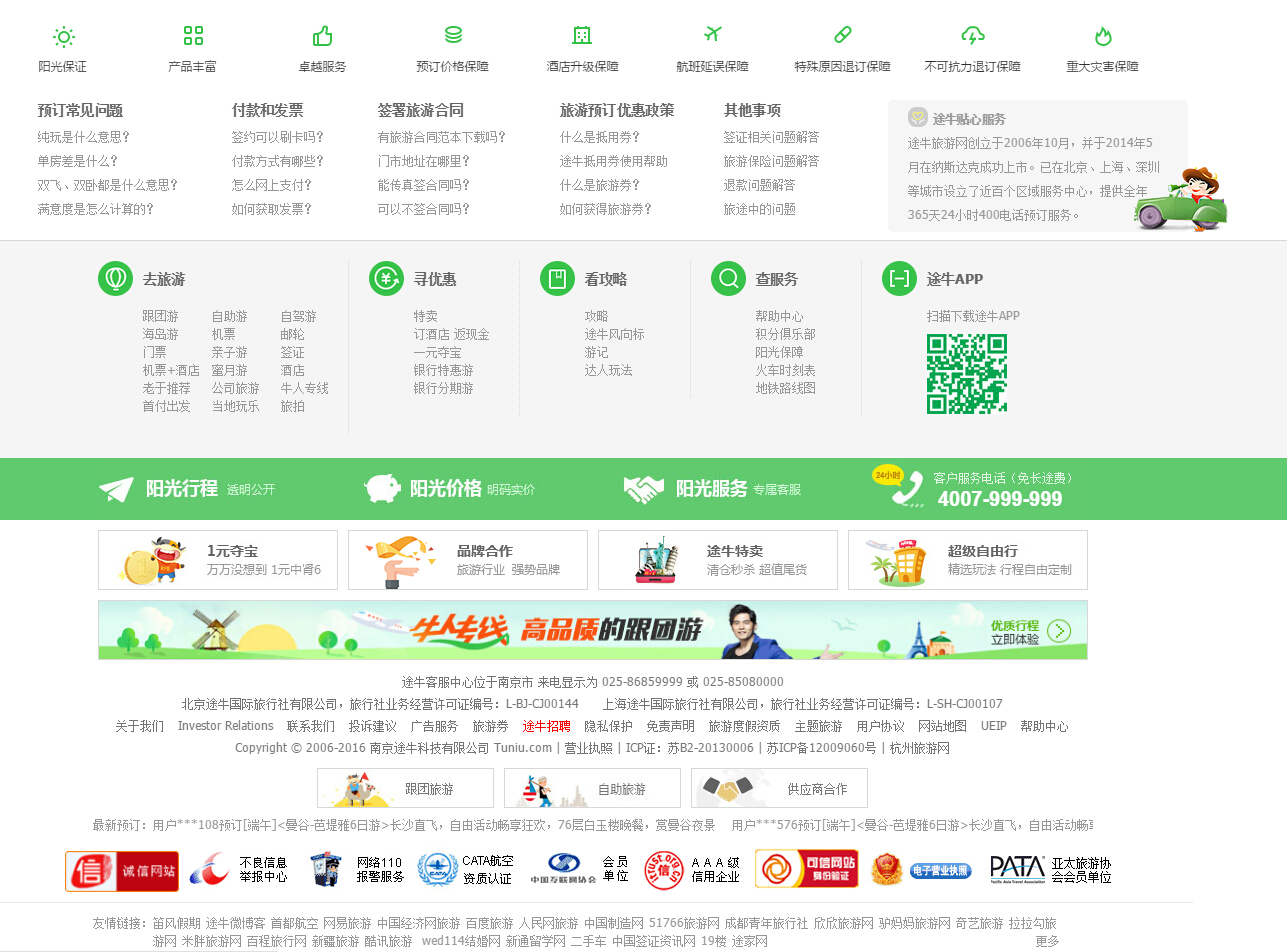 阳光保证 产品丰富 卓越服务 预订价格保障 酒店升级保障 航班延误保障 特殊原因退订保障 不可抗力退订保障 重大灾害保障
预订常见问题
纯玩是什么意思?
单房差是什么?
双飞、双卧都是什么意思?
满意度是怎么计算的?
付款和发票
签约可以刷卡吗?
付款方式有哪些?
怎么网上支付?
如何获取发票?
签署旅游合同
有旅游合同范本下载吗?
门市地址在哪里?
能传真签合同吗?
可以不签合同吗?
旅游预订优惠政策
什么是抵用券?
途牛抵用券使用帮助
什么是旅游券?
如何获得旅游券?
其他事项
签证相关问题解答
旅游保险问题解答
退款问题解答
旅途中的问题
途牛贴心服务
途牛旅游网创立于2006年10月，并于2014年5
月在纳斯达克成功上市。已在北京、上海、深圳
等城市设立了近百个区域服务中心，提供全年
365天24小时400电话预订服务。
去旅游
跟团游 自助游 自驾游
海岛游 机票 邮轮
门票 亲子游 签证
机票+酒店 蜜月游 酒店
老于推荐 公司旅游 牛人专线
首付出发 当地玩乐 旅拍
寻优惠
特卖
订酒店 返现金
一元夺宝
银行特惠游
银行分期游
看攻略
攻略
途牛风向标
游记
达人玩法
查服务
帮助中心
积分俱乐部
阳光保障
火车时刻表
地铁路线图
途牛APP
扫描下载途牛APP
阳光行程 透明公开 阳光价格 明码实价 阳光服务 专属客服
24小时
客户服务电话（免长途费）
4007-999-999
1元夺宝
万万没想到 1元中肾6
品牌合作
旅游行业 强势品牌
途牛特卖
清仓秒杀 超值尾货
超级自由行
精选玩法 行程自由定制
牛人专线 高品质的跟团游
优质行程
立即体验
途牛客服中心位于南京市 来电显示为 025-86859999 或 025-85080000
北京途牛国际旅行社有限公司，旅行社业务经营许可证编号：L-BJ-CJ00144 上海途牛国际旅行社有限公司，旅行社业务经营许可证编号：L-SH-CJ00107
关于我们 Investor Relations 联系我们 投诉建议 广告服务 旅游券 途牛招聘 隐私保护 免责声明 旅游度假资质 主题旅游 用户协议 网站地图 UEIP 帮助中心
Copyright © 2006-2016 南京途牛科技有限公司 Tuniu.com | 营业执照 | ICP证：苏B2-20130006 | 苏ICP备12009060号 | 杭州旅游网
跟团旅游 自助旅游 供应商合作
最新预订：用户***108预订[端午]<曼谷-芭堤雅6日游>长沙直飞，自由活动畅享狂欢，76层白玉楼晚餐，赏曼谷夜景 用户***576预订[端午]<曼谷-芭堤雅6日游>长沙直飞，自由活动畅
信 诚信网站
不良信息
举报中心
网络110
报警服务
CATA
CATA航空
资质认证
中国互联网协会
会员
单位
ITRUST.ORG.CN
信
AAA级
信用企业
可信网站
身份验证
电子营业执照
PATA
Pacific Asia Travel Association
亚太旅游协
会会员单位
友情链接：笛风假期 途牛微博客 首都航空 网易旅游 中国经济网旅游 百度旅游 人民网旅游 中国制造网 51766旅游网 成都青年旅行社 欣欣旅游网 驴妈妈旅游网 奇艺旅游 拉拉勾旅
游网 米胖旅游网 百程旅行网 新疆旅游 酷讯旅游 wed114结婚网 新通留学网 二手车 中国签证资讯网 19楼 途家网 更多